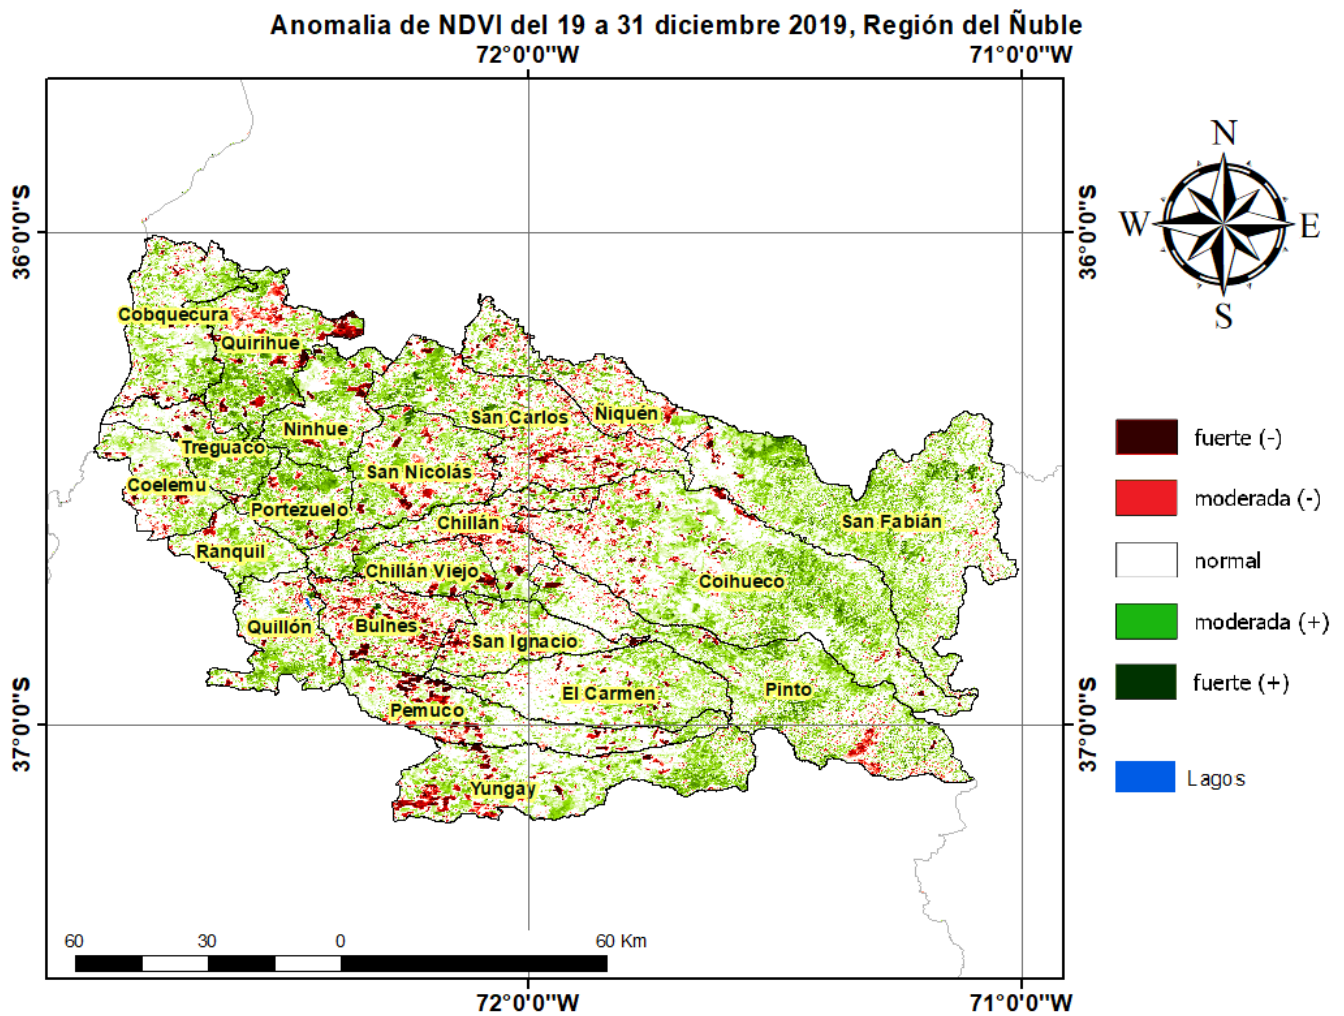 Anomalia de NDVI del 19 a 31 diciembre 2019, Región del Ñuble
72°0'0"W
71°0'0"W
36°0'0"S
36°0'0"S
N
W
E
S
Cobquecura
Quirihue
San Carlos
Ñiquén
Ninhue
Treguaco
San Nicolás
Coelemu
Portezuelo
Chillán
San Fabián
Ranquil
Chillán Viejo
Coihueco
Quillón
Bulnes
San Ignacio
El Carmen
Pinto
Pemuco
Yungay
37°0'0"S
37°0'0"S
fuerte (-)
moderada (-)
normal
moderada (+)
fuerte (+)
Lagos
60
30
0
60 Km
72°0'0"W
71°0'0"W